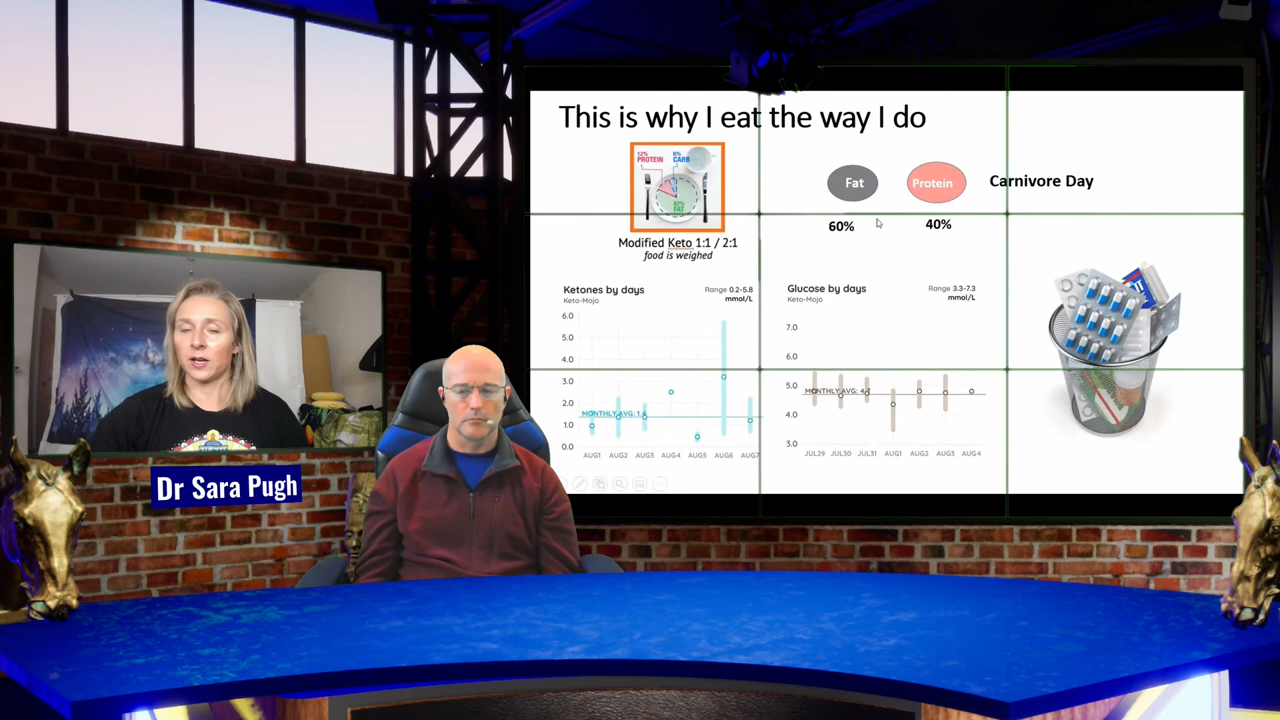 This is why I eat the way I do
12%
PROTEIN
6%
CARB
82%
FAT
Modified Keto 1:1 / 2:1
food is weighed
Fat
Protein
Carnivore Day
60%
40%
Ketones by days
Keto-Mojo
Range 0.2-5.8
mmol/L
6.0
5.0
4.0
3.0
2.0
1.0
0.0
MONTHLY AVG: 1.4
AUG1 AUG2 AUG3 AUG4 AUG5 AUG6 AUG7
Glucose by days
Keto-Mojo
Range 3.3-7.3
mmol/L
7.0
6.0
5.0
4.0
3.0
MONTHLY AVG: 4.7
JUL29 JUL30 JUL31 AUG1 AUG2 AUG3 AUG4
Dr Sara Pugh